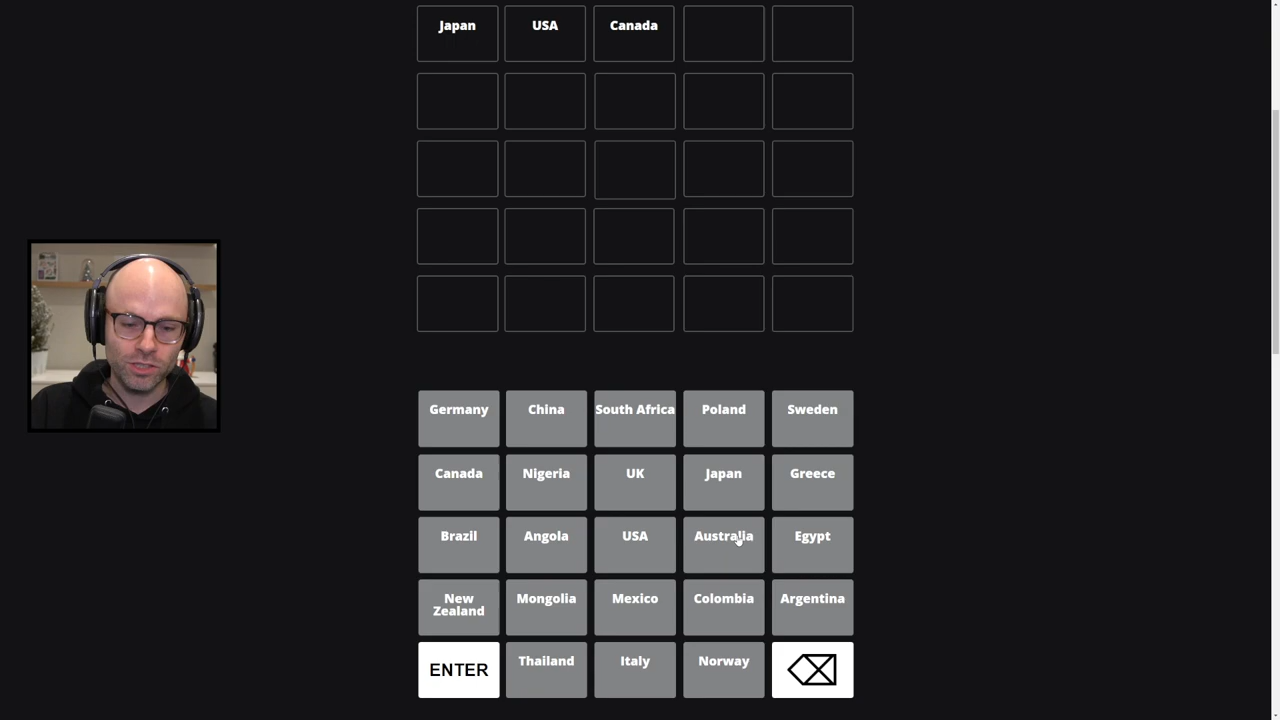 Japan USA Canada
Germany China South Africa Poland Sweden
Canada Nigeria UK Japan Greece
Brazil Angola USA Australia Egypt
New Zealand Mongolia Mexico Colombia Argentina
ENTER Thailand Italy Norway